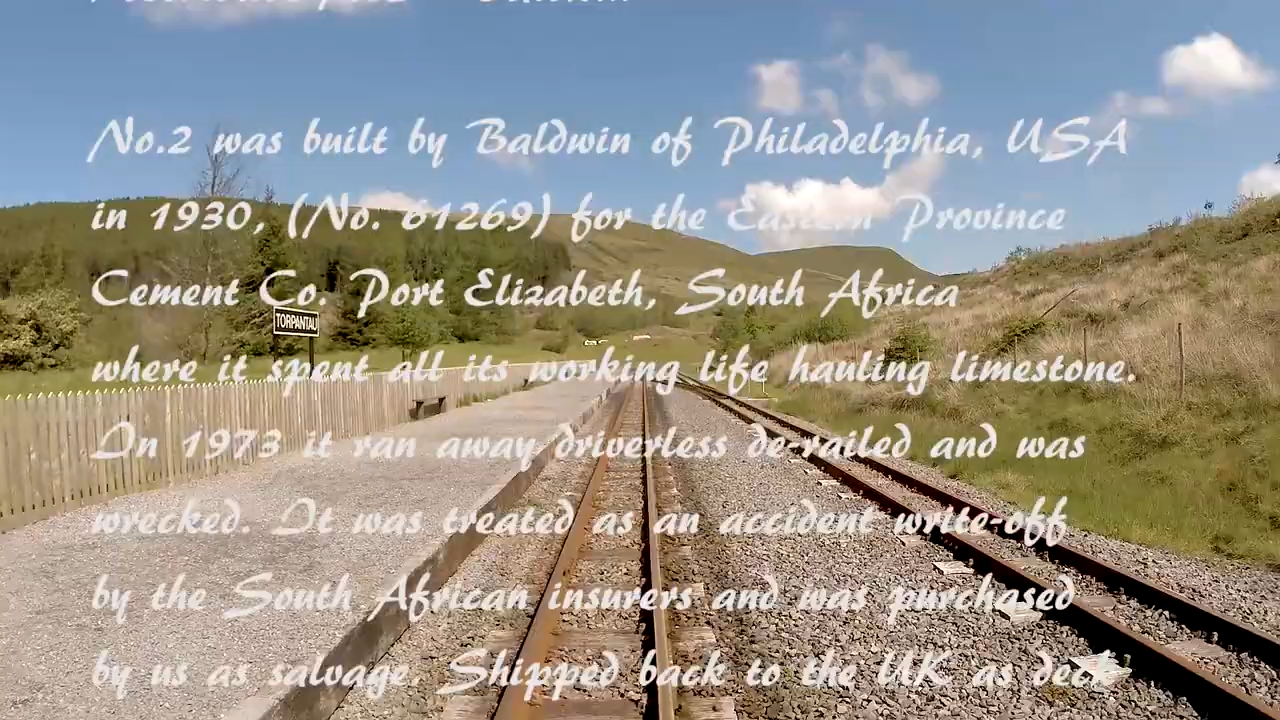 No.2 was built by Baldwin of Philadelphia, USA
in 1930, (No. 61269) for the Eastern Province
Cement Co. Port Elizabeth, South Africa
TORPANTAU
where it spent all its working life hauling limestone.
In 1973 it ran away driverless de-railed and was
wrecked. It was treated as an accident write-off
by the South African insurers and was purchased
by us as salvage. Shipped back to the UK as deck